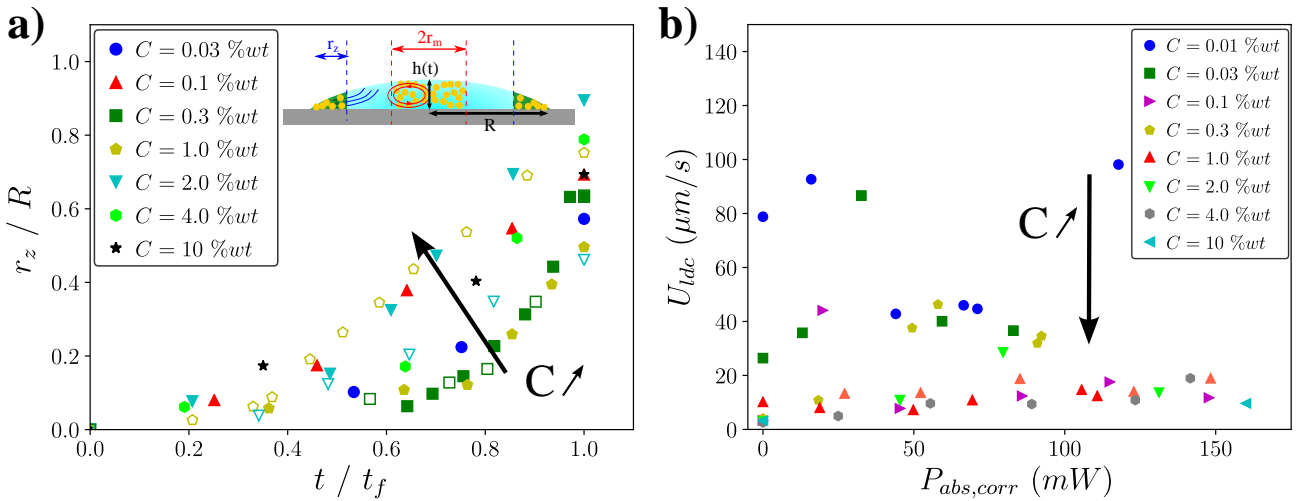 a)
C = 0.03 %wt
C = 0.1 %wt
C = 0.3 %wt
C = 1.0 %wt
C = 2.0 %wt
C = 4.0 %wt
C = 10 %wt
r_z
2r_m
h(t)
R
C ↗
1.0
0.8
0.6
0.4
0.2
0.0
r_z / R
0.0 0.2 0.4 0.6 0.8 1.0
t / t_f
b)
C = 0.01 %wt
C = 0.03 %wt
C = 0.1 %wt
C = 0.3 %wt
C = 1.0 %wt
C = 2.0 %wt
C = 4.0 %wt
C = 10 %wt
C ↗
140
120
100
80
60
40
20
0
U_ldc (μm/s)
0 50 100 150
P_abs,corr (mW)